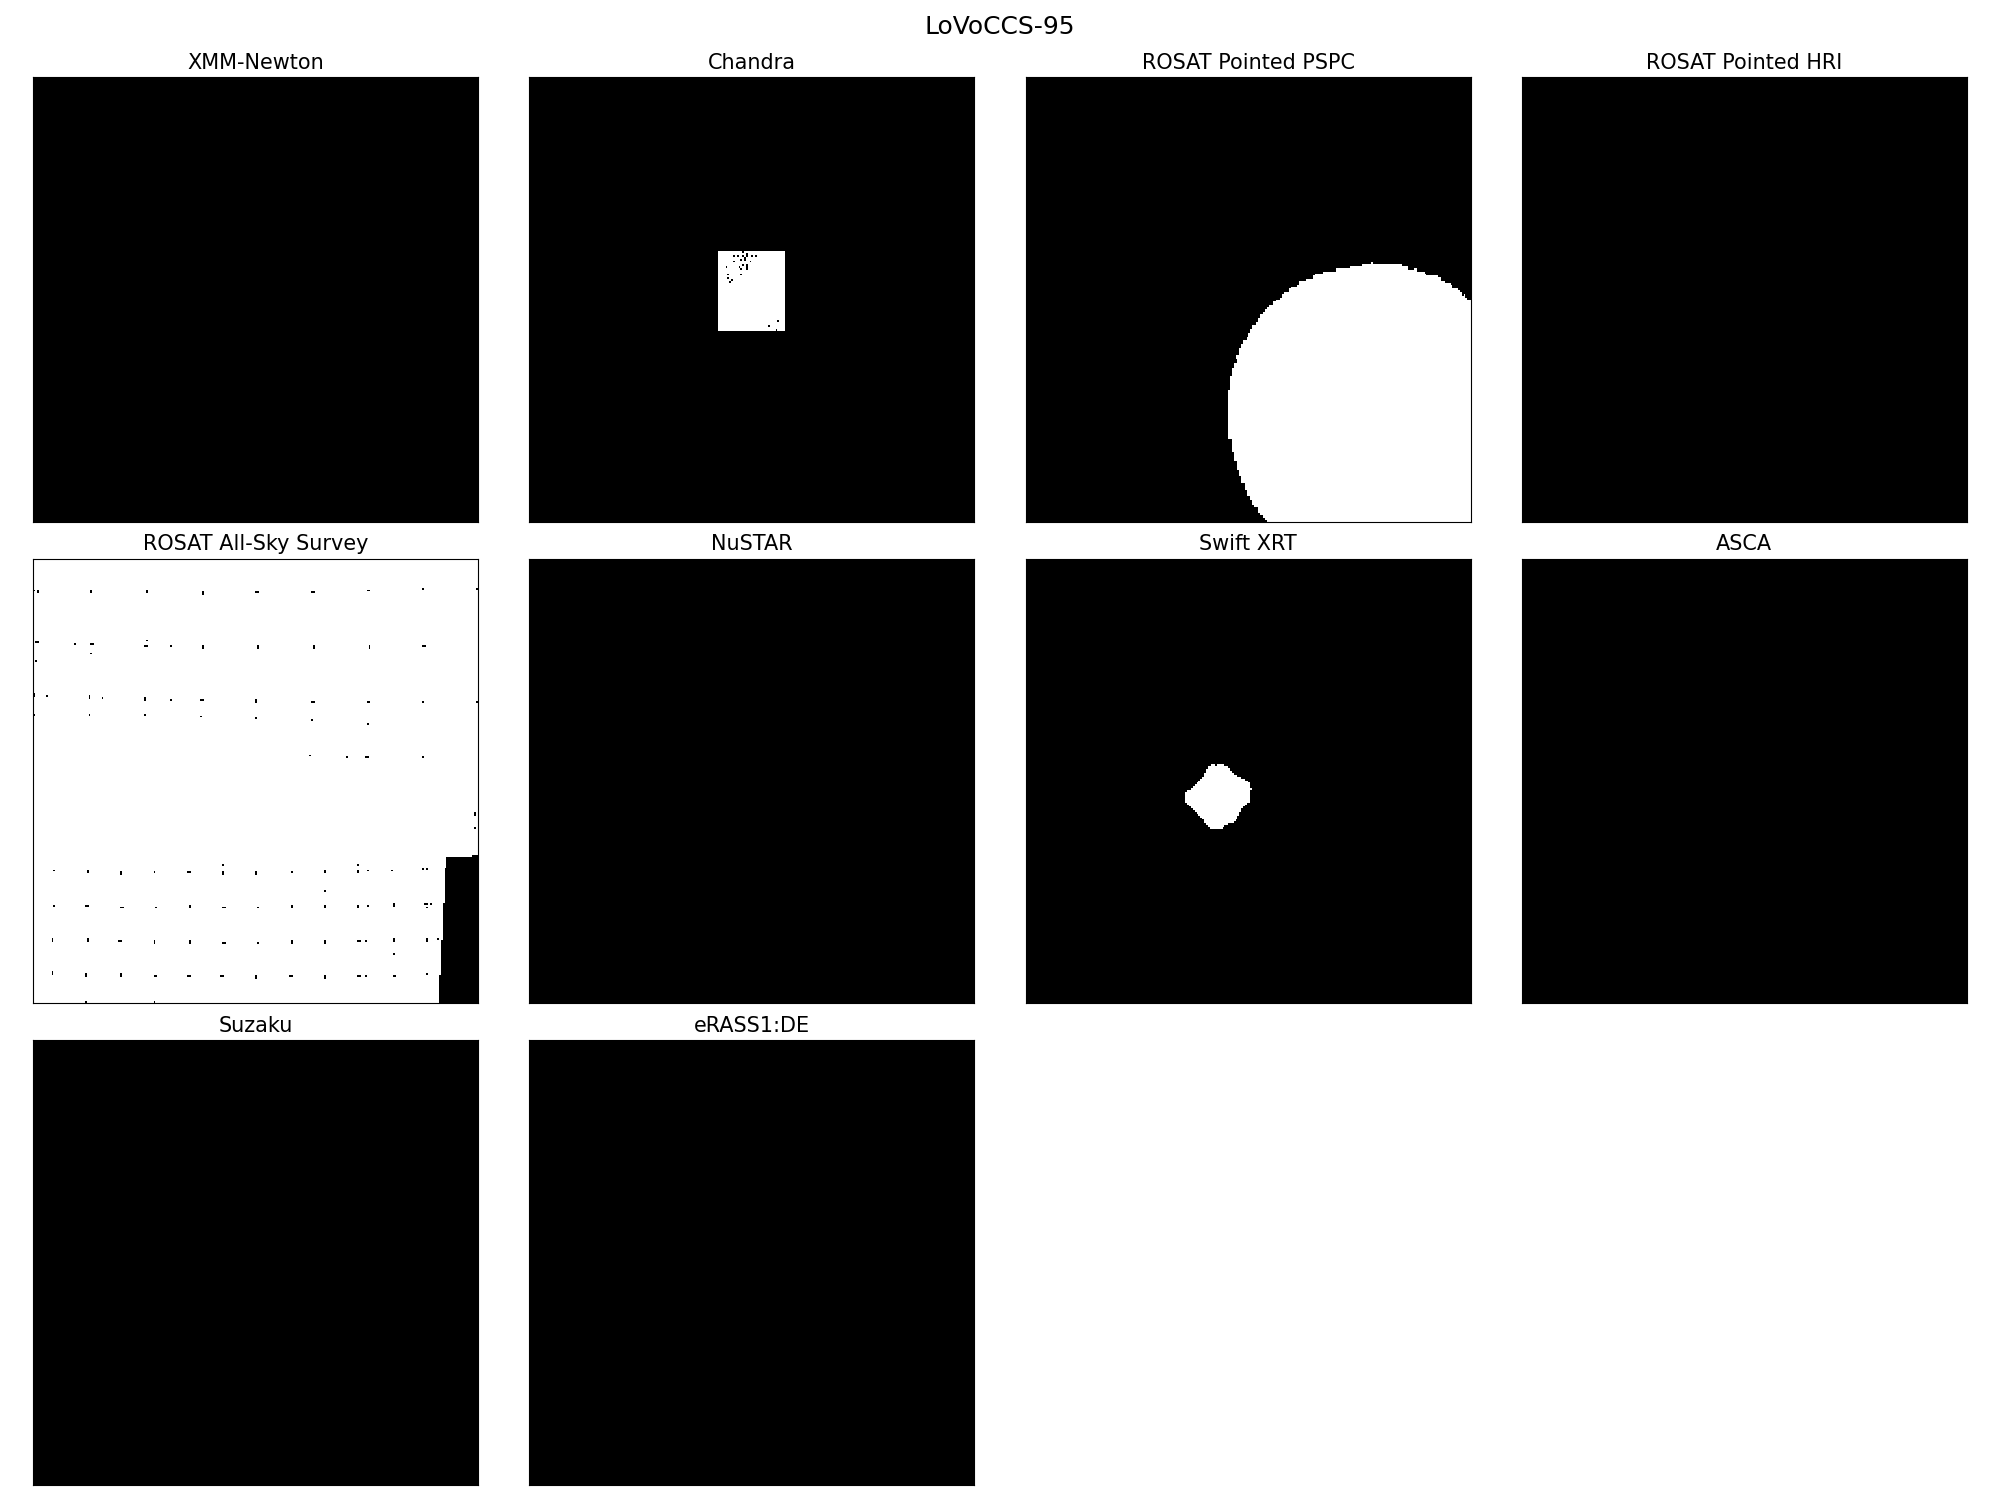 LoVoCCS-95
XMM-Newton
Chandra
ROSAT Pointed PSPC
ROSAT Pointed HRI
ROSAT All-Sky Survey
NuSTAR
Swift XRT
ASCA
Suzaku
eRASS1:DE